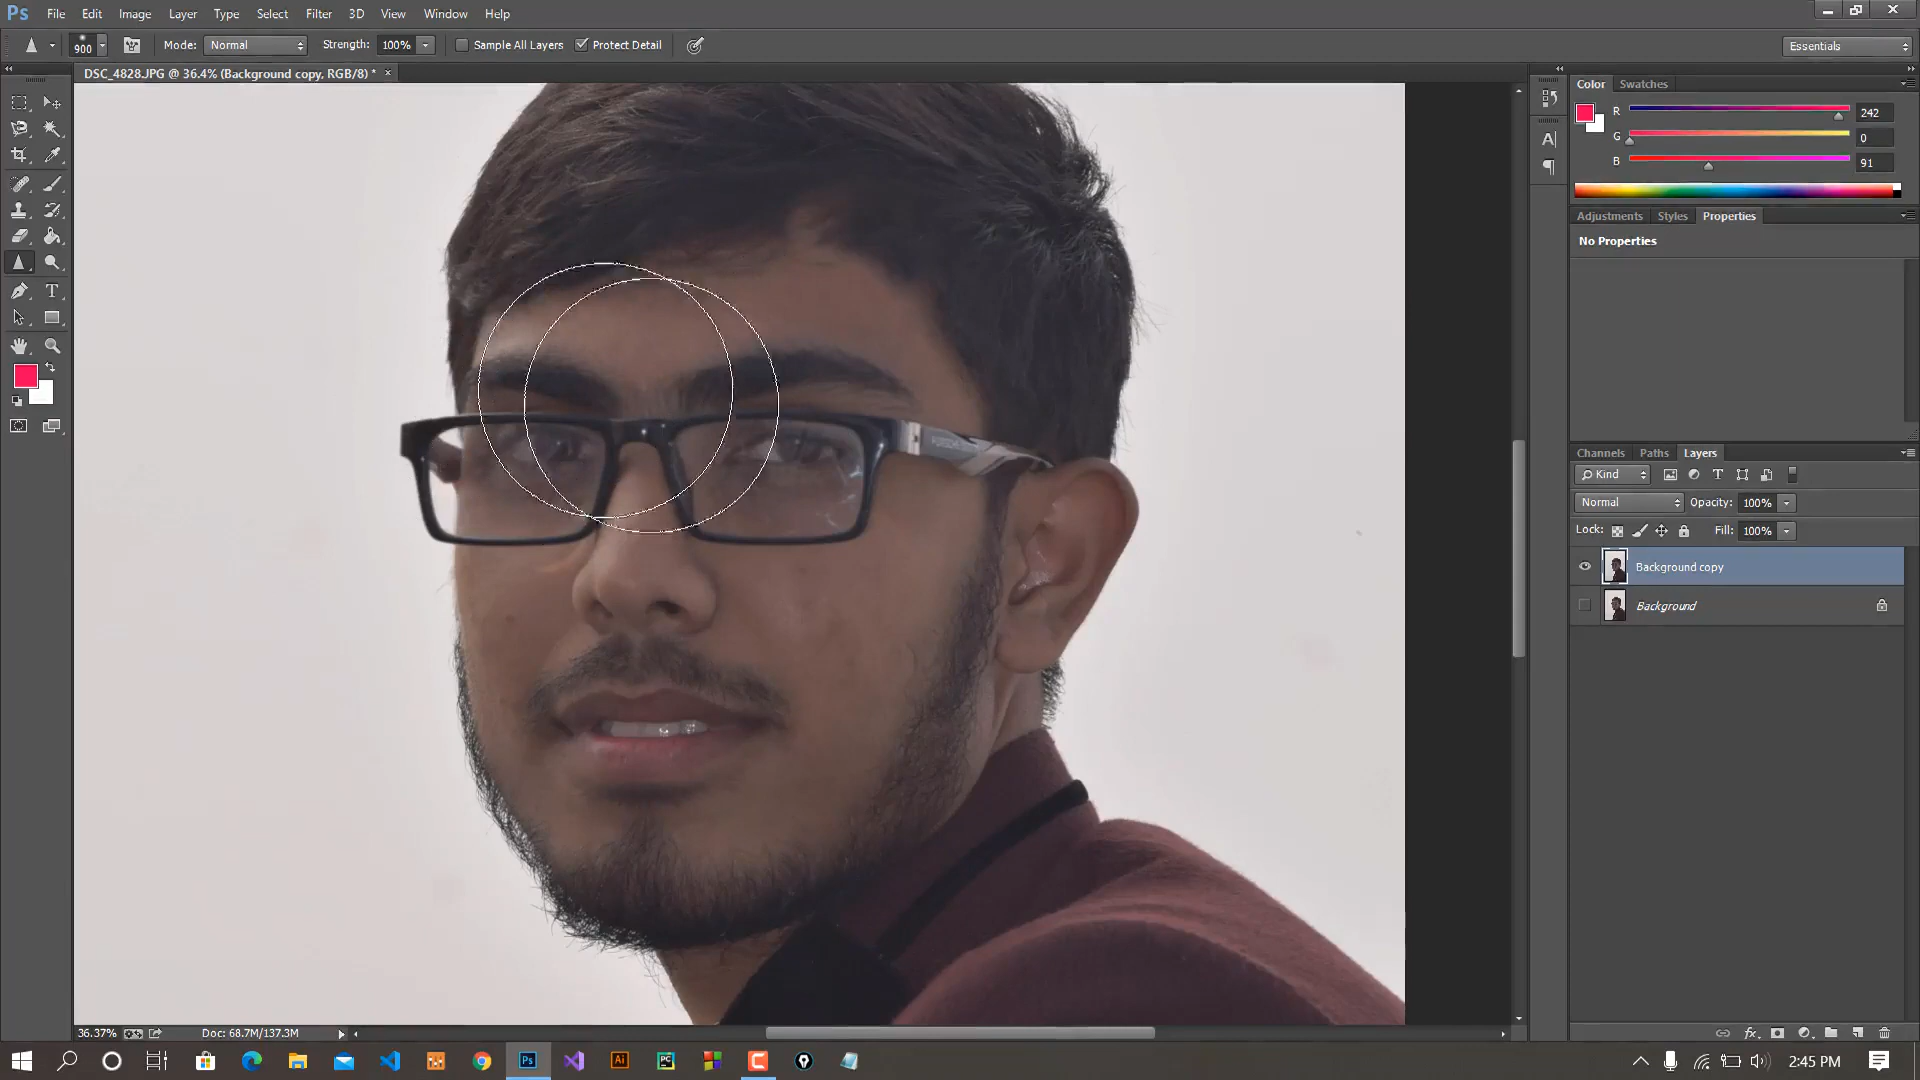 Ps File Edit Image Layer Type Select Filter 3D View Window Help
900 Mode: Normal Strength: 100% Sample All Layers Protect Detail Essentials
DSC_4828.JPG @ 36.4% (Background copy, RGB/8) * ×
Color Swatches
R 242
G 0
B 91
Adjustments Styles Properties
No Properties
Channels Paths Layers
Kind
Normal Opacity: 100%
Lock: Fill: 100%
Background copy
Background
36.37% Doc: 68.7M/137.3M
2:45 PM